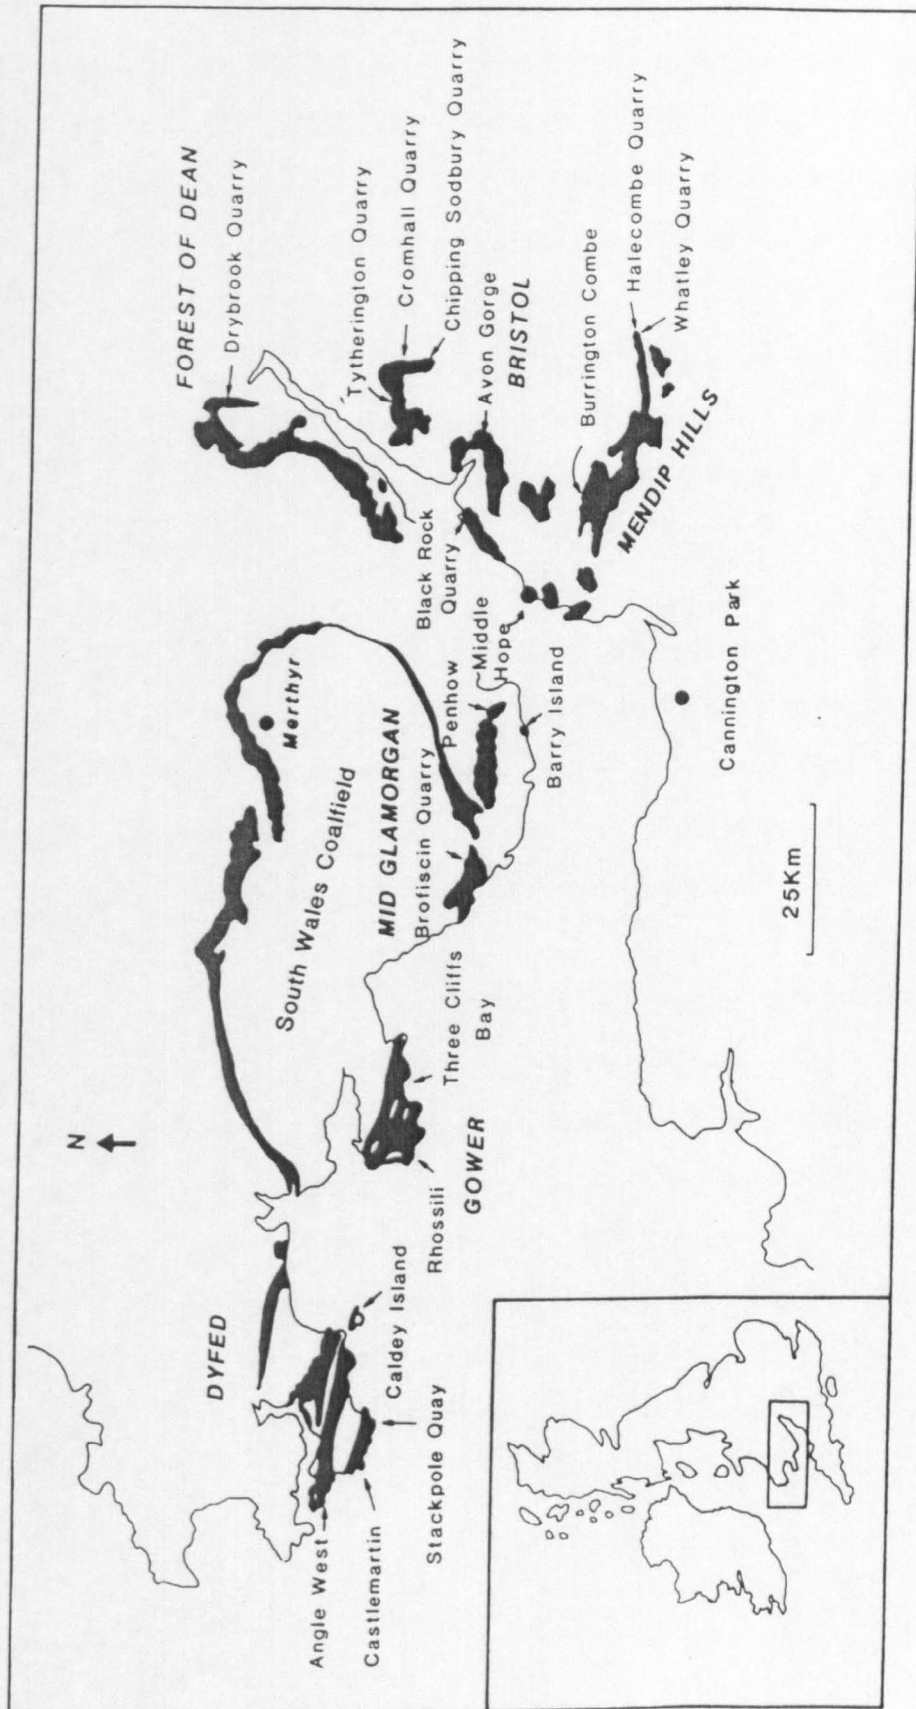 N
FOREST OF DEAN
Drybrook Quarry
Tytherington Quarry
Cromhall Quarry
Chipping Sodbury Quarry
Avon Gorge
BRISTOL
Burrington Combe
Halecombe Quarry
Whatley Quarry
MENDIP HILLS
Black Rock
Quarry
Middle
Hope
Penhow
Barry Island
Cannington Park
Merthyr
South Wales Coalfield
MID GLAMORGAN
Brofiscin Quarry
Three Cliffs
Bay
GOWER
Rhossili
DYFED
Caldey Island
Stackpole Quay
Angle West
Castlemartin
25Km